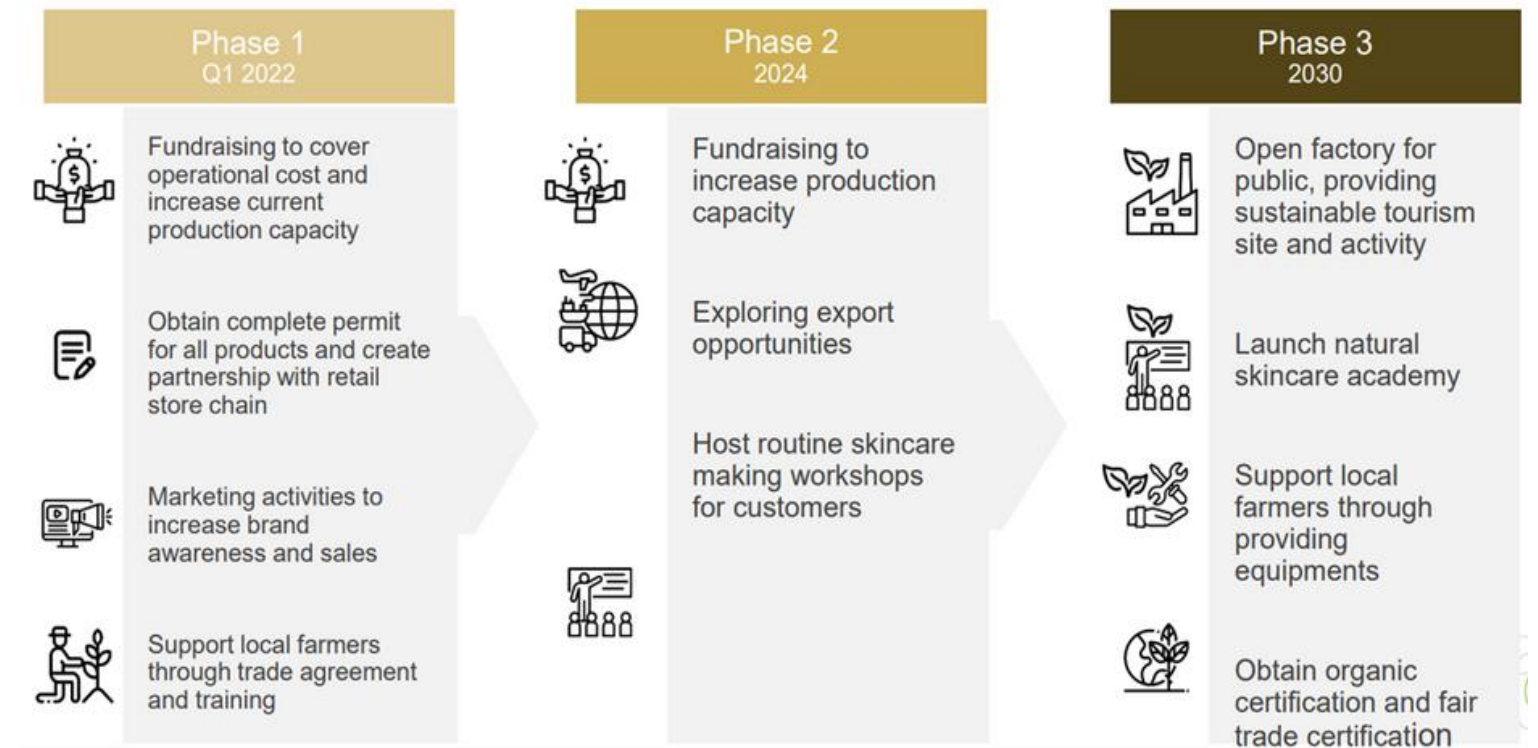 Phase 1
Q1 2022
Fundraising to cover
operational cost and
increase current
production capacity
Obtain complete permit
for all products and create
partnership with retail
store chain
Marketing activities to
increase brand
awareness and sales
Support local farmers
through trade agreement
and training
Phase 2
2024
Fundraising to
increase production
capacity
Exploring export
opportunities
Host routine skincare
making workshops
for customers
Phase 3
2030
Open factory for
public, providing
sustainable tourism
site and activity
Launch natural
skincare academy
Support local
farmers through
providing
equipments
Obtain organic
certification and fair
trade certification